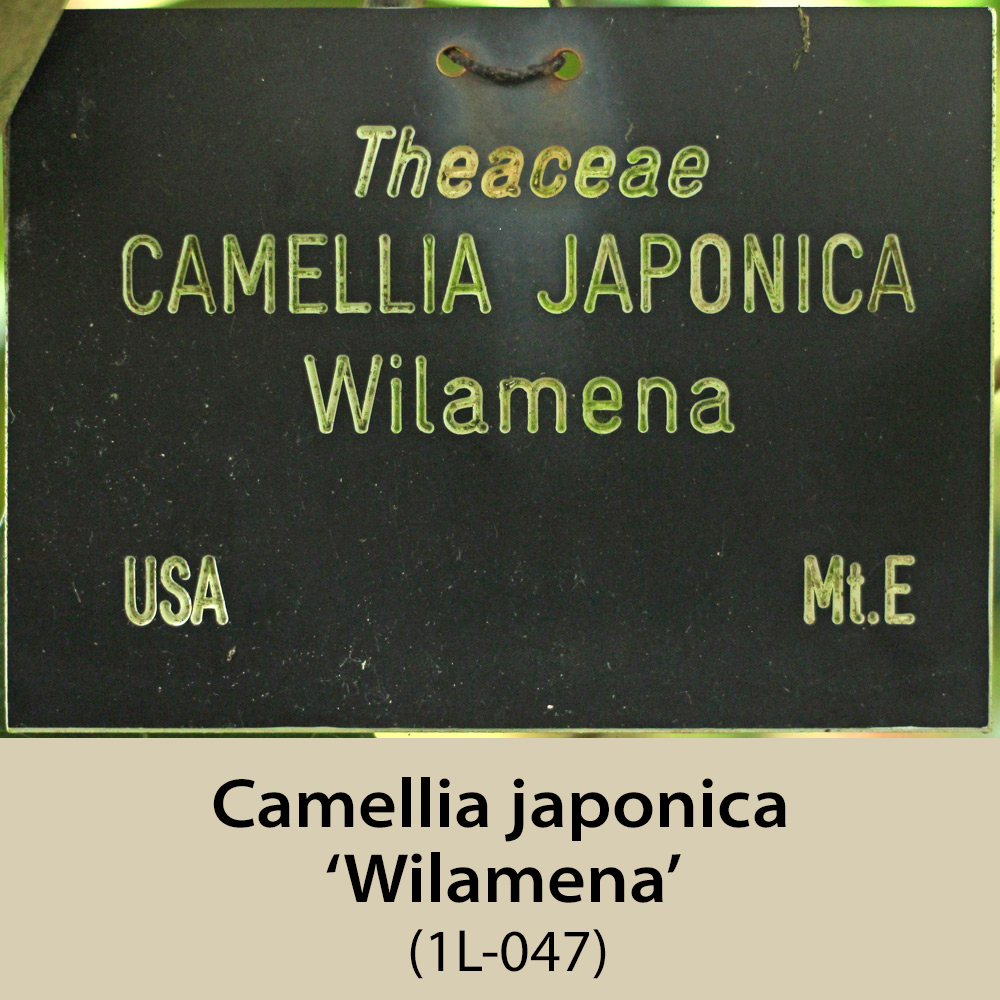 Theaceae
CAMELLIA JAPONICA
Wilamena
USA Mt.E
Camellia japonica
‘Wilamena’
(1L-047)